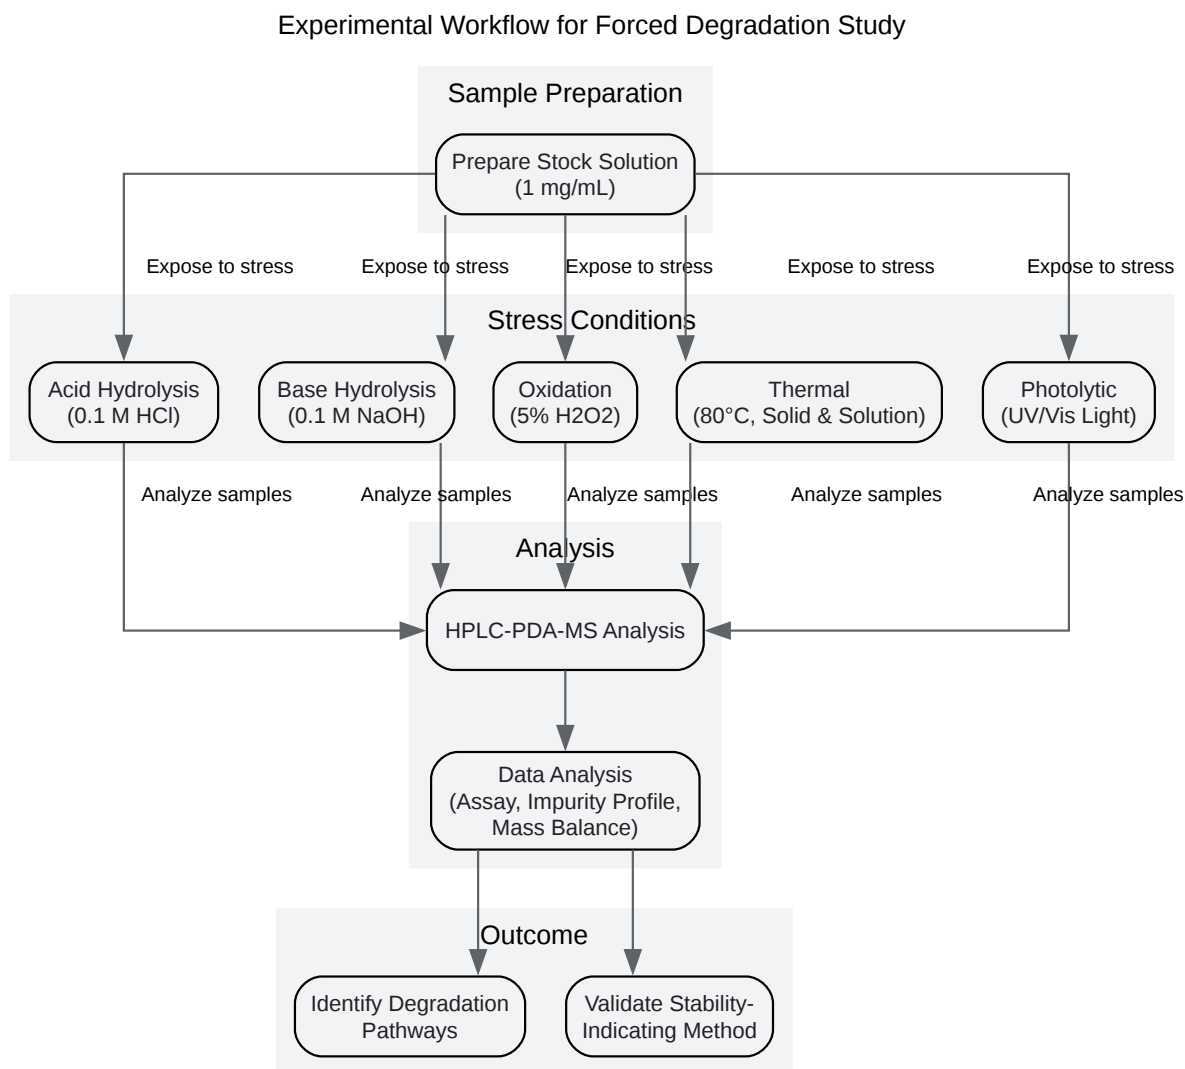 Experimental Workflow for Forced Degradation Study
Sample Preparation
Prepare Stock Solution
(1 mg/mL)
Expose to stress
Expose to stress
Expose to stress
Expose to stress
Expose to stress
Stress Conditions
Acid Hydrolysis
(0.1 M HCl)
Base Hydrolysis
(0.1 M NaOH)
Oxidation
(5% H2O2)
Thermal
(80°C, Solid & Solution)
Photolytic
(UV/Vis Light)
Analyze samples
Analyze samples
Analyze samples
Analyze samples
Analyze samples
Analysis
HPLC-PDA-MS Analysis
Data Analysis
(Assay, Impurity Profile,
Mass Balance)
Outcome
Identify Degradation
Pathways
Validate Stability-
Indicating Method